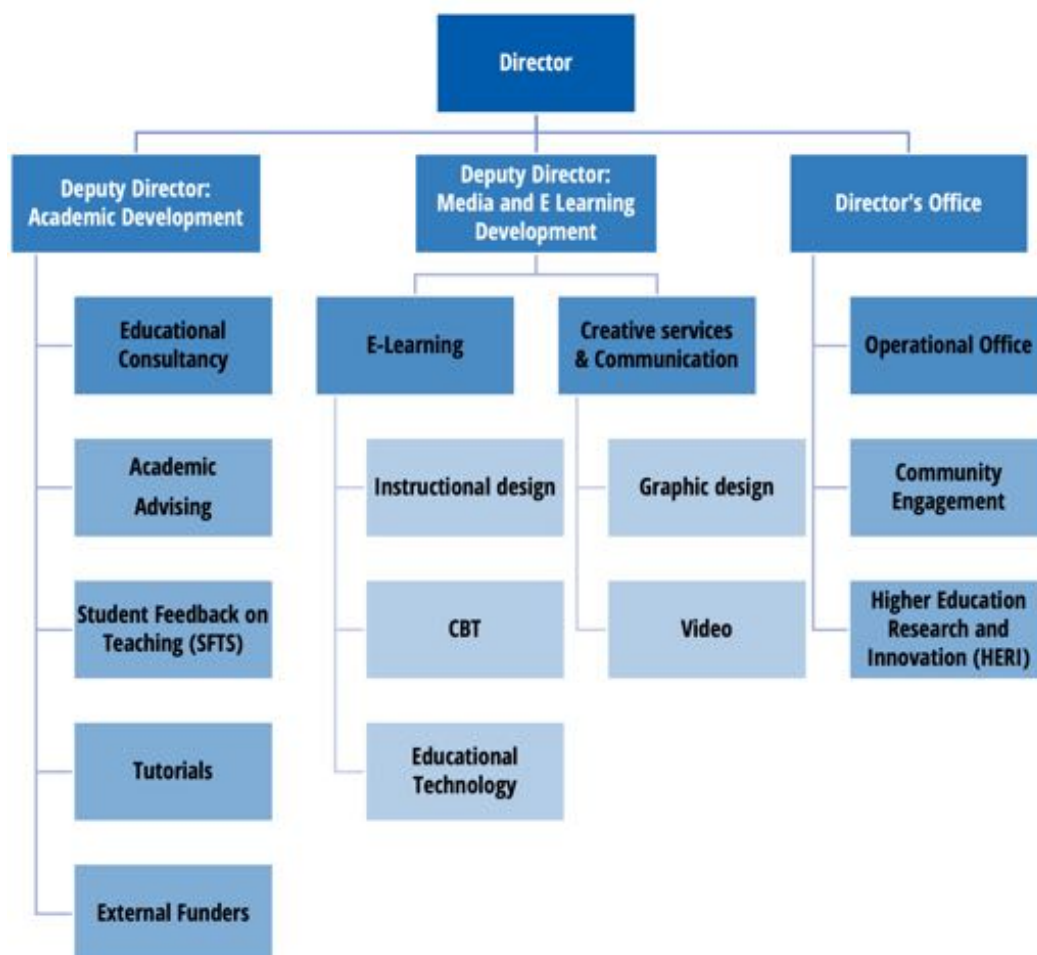 Director
Deputy Director:
Academic Development
Deputy Director:
Media and E Learning
Development
Director's Office
Educational
Consultancy
Academic
Advising
Student Feedback on
Teaching (SFTS)
Tutorials
External Funders
E-Learning
Instructional design
CBT
Educational
Technology
Creative services
& Communication
Graphic design
Video
Operational Office
Community
Engagement
Higher Education
Research and
Innovation (HERI)